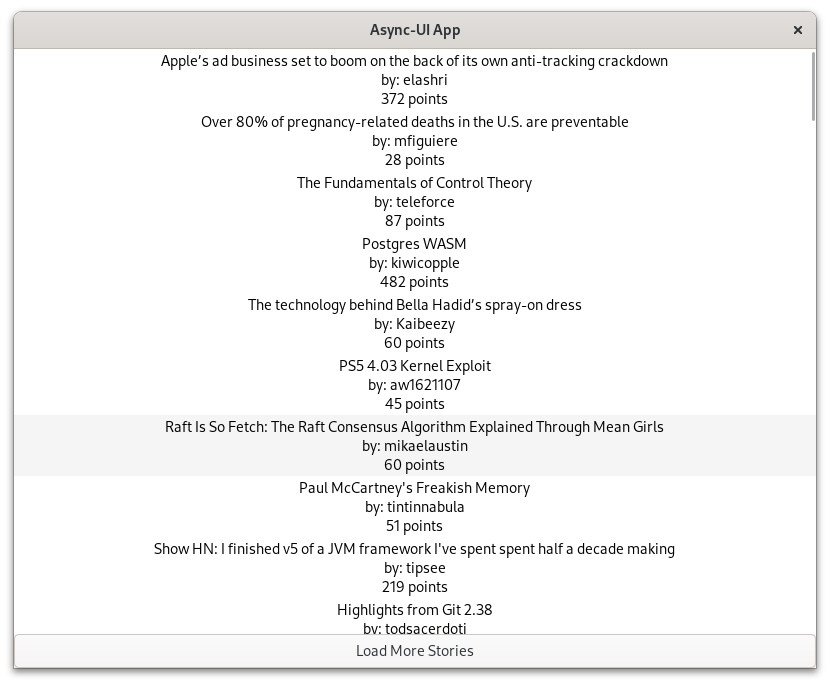 Async-UI App
Apple’s ad business set to boom on the back of its own anti-tracking crackdown
by: elashri
372 points
Over 80% of pregnancy-related deaths in the U.S. are preventable
by: mfiguiere
28 points
The Fundamentals of Control Theory
by: teleforce
87 points
Postgres WASM
by: kiwicopple
482 points
The technology behind Bella Hadid’s spray-on dress
by: Kaibeezy
60 points
PS5 4.03 Kernel Exploit
by: aw1621107
45 points
Raft Is So Fetch: The Raft Consensus Algorithm Explained Through Mean Girls
by: mikaelaustin
60 points
Paul McCartney's Freakish Memory
by: tintinnabula
51 points
Show HN: I finished v5 of a JVM framework I've spent spent half a decade making
by: tipsee
219 points
Highlights from Git 2.38
by: todsacerdoti
Load More Stories